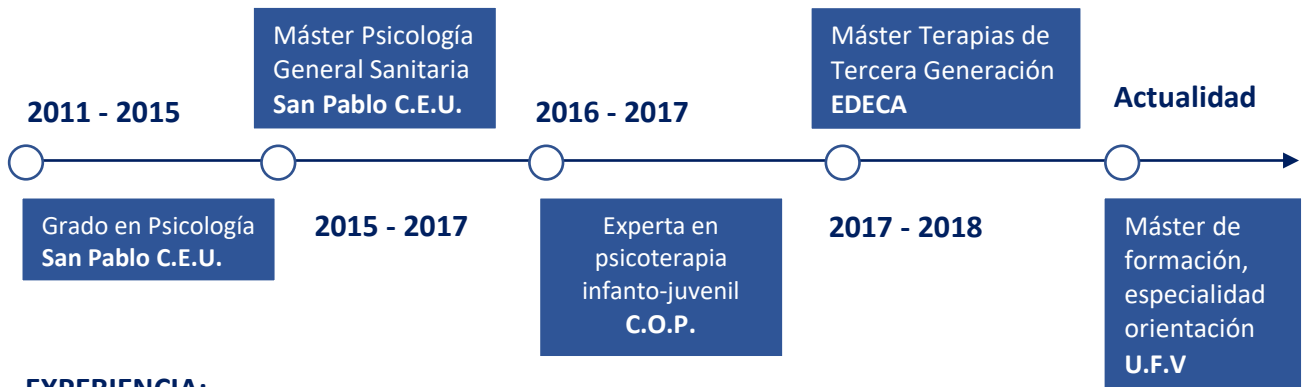 2011 - 2015
Grado en Psicología
San Pablo C.E.U.
Máster Psicología
General Sanitaria
San Pablo C.E.U.
2015 - 2017
2016 - 2017
Experta en
psicoterapia
infanto-juvenil
C.O.P.
Máster Terapias de
Tercera Generación
EDECA
2017 - 2018
Actualidad
Máster de
formación,
especialidad
orientación
U.F.V
EXPERIENCIA: